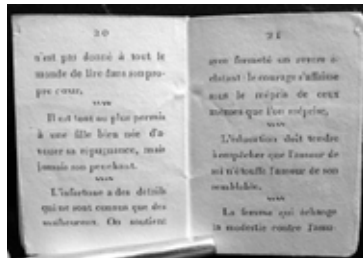 20
n'est pas donné à tout le
monde de lire dans son pro-
pre cœur.
Il est tout au plus permis
à une fille bien née d'a-
vouer sa répugnance, mais
jamais son penchant.
L'infortune a des détails
qui ne sont connus que des
malheureux. On soutient
21
avec fermeté un revers é-
clatant : le courage s'affaisse
sous le mépris de ceux
mêmes que l'on méprise.
L'éducation doit tendre
à empêcher que l'amour de
soi n'étouffe l'amour de son
semblable.
La femme qui échange
sa modestie contre l'amu-